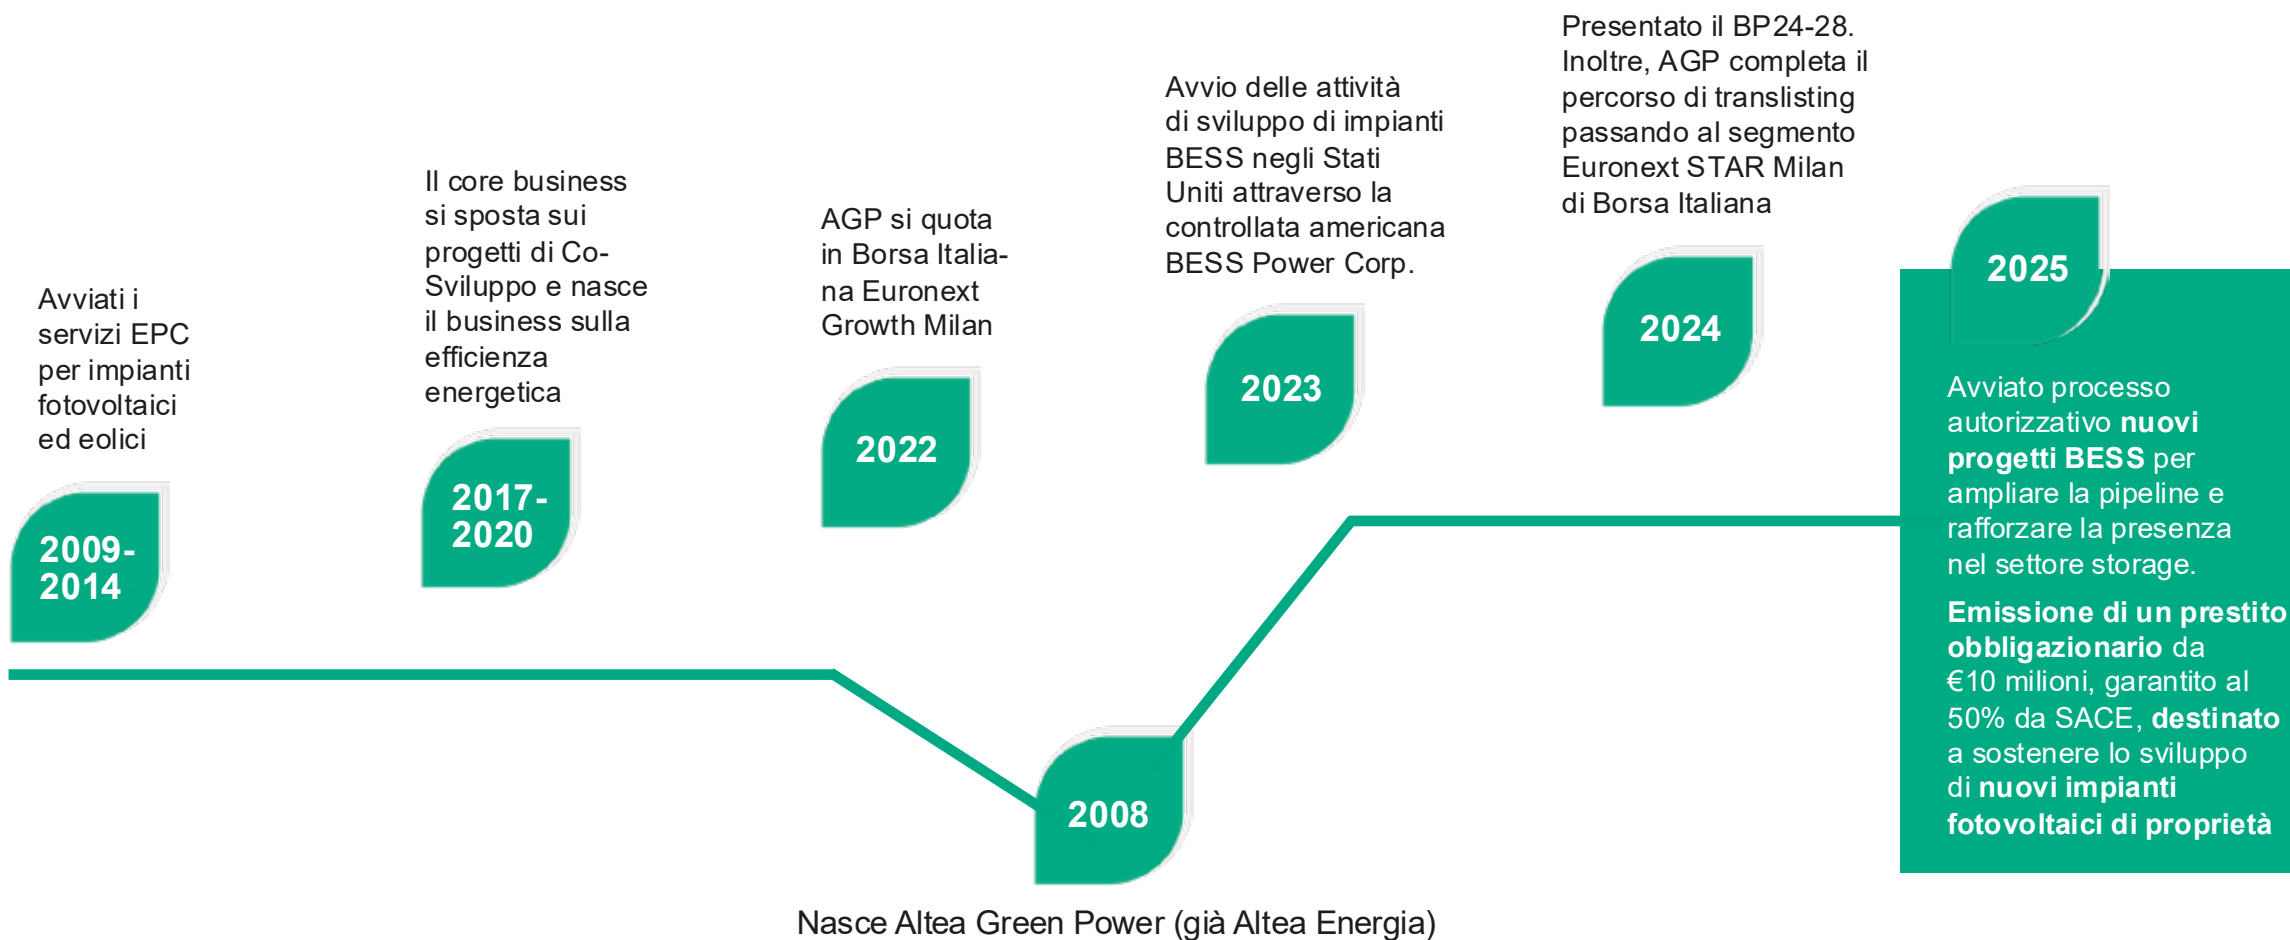 Avviati i
servizi EPC
per impianti
fotovoltaici
ed eolici
2009-
2014
Il core business
si sposta sui
progetti di Co-
Sviluppo e nasce
il business sulla
efficienza
energetica
2017-
2020
AGP si quota
in Borsa Italia-
na Euronext
Growth Milan
2022
Avvio delle attività
di sviluppo di impianti
BESS negli Stati
Uniti attraverso la
controllata americana
BESS Power Corp.
2023
Presentato il BP24-28.
Inoltre, AGP completa il
percorso di translisting
passando al segmento
Euronext STAR Milan
di Borsa Italiana
2024
2025
Avviato processo
autorizzativo nuovi
progetti BESS per
ampliare la pipeline e
rafforzare la presenza
nel settore storage.
Emissione di un prestito
obbligazionario da
€10 milioni, garantito al
50% da SACE, destinato
a sostenere lo sviluppo
di nuovi impianti
fotovoltaici di proprietà
2008
Nasce Altea Green Power (già Altea Energia)